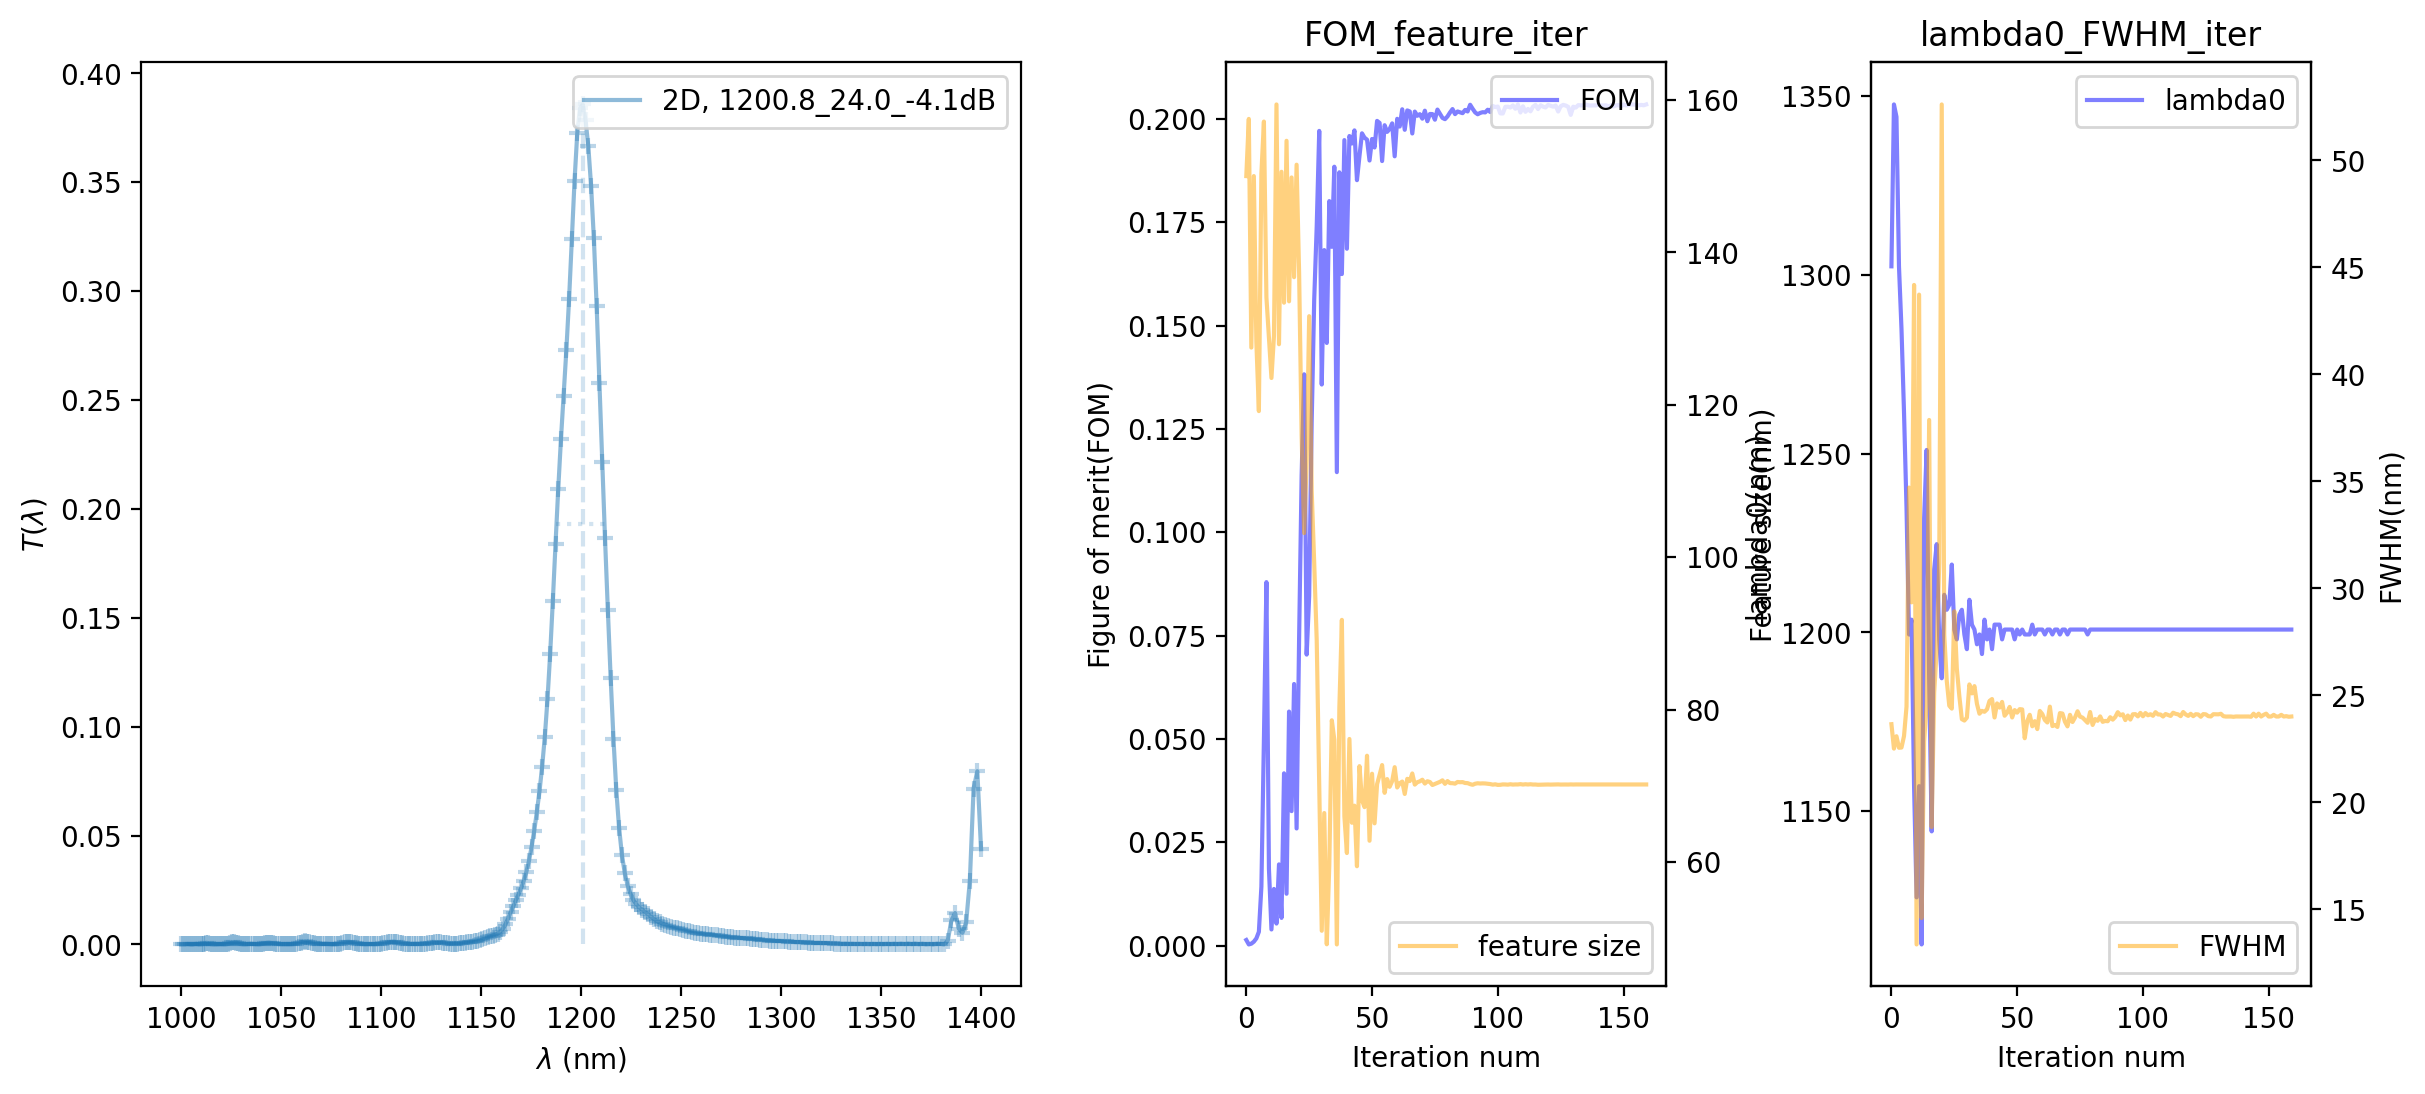 2D, 1200.8_24.0_-4.1dB
0.40
0.35
0.30
0.25
0.20
0.15
0.10
0.05
0.00
T(λ)
1000 1050 1100 1150 1200 1250 1300 1350 1400
λ (nm)
FOM_feature_iter
FOM
feature size
0.200
0.175
0.150
0.125
0.100
0.075
0.050
0.025
0.000
Figure of merit(FOM)
160
140
120
100
80
60
Feature size(nm)
0 50 100 150
Iteration num
lambda0_FWHM_iter
lambda0
FWHM
1350
1300
1250
1200
1150
lambda0(nm)
50
45
40
35
30
25
20
15
FWHM(nm)
0 50 100 150
Iteration num